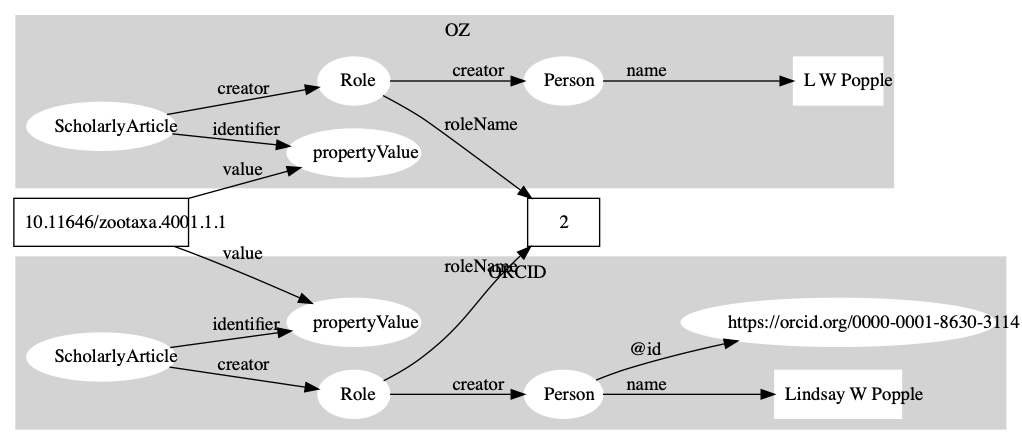 OZ
Role
creator
Person
name
L W Popple
creator
ScholarlyArticle
identifier
roleName
propertyValue
value
10.11646/zootaxa.4001.1.1
2
value
roleName
ORCID
propertyValue
https://orcid.org/0000-0001-8630-3114
identifier
ScholarlyArticle
@id
creator
Role
creator
Person
name
Lindsay W Popple